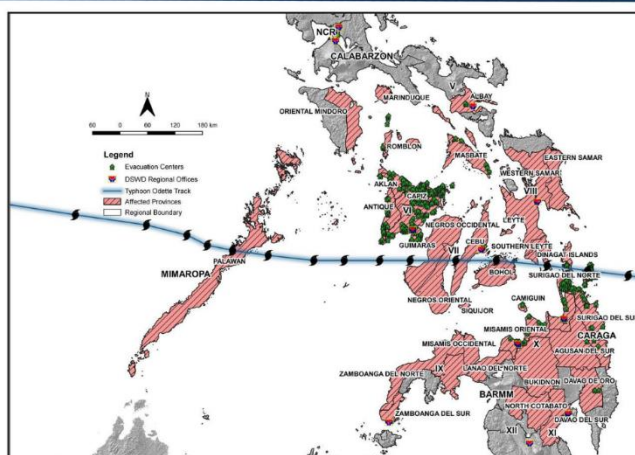 NCR
CALABARZON
V
ALBAY
MARINDUQUE
ORIENTAL MINDORO
N
60 0 60 120 180 km
ROMBLON
MASBATE
EASTERN SAMAR
WESTERN SAMAR
VIII
Legend
Evacuation Centers
DSWD Regional Offices
Typhoon Odette Track
Affected Provinces
Regional Boundary
AKLAN
CAPIZ
ANTIQUE
VI
LEYTE
NEGROS OCCIDENTAL
GUIMARAS
CEBU
VII
SOUTHERN LEYTE
DINAGAT ISLANDS
PALAWAN
MIMAROPA
BOHOL
SURIGAO DEL NORTE
NEGROS ORIENTAL
SIQUIJOR
CAMIGUIN
SURIGAO DEL SUR
MISAMIS ORIENTAL
CARAGA
MISAMIS OCCIDENTAL
X
AGUSAN DEL SUR
ZAMBOANGA DEL NORTE
IX
LANAO DEL NORTE
BUKIDNON
DAVAO DE ORO
BARMM
NORTH COTABATO
ZAMBOANGA DEL SUR
DAVAO DEL SUR
XII
XI